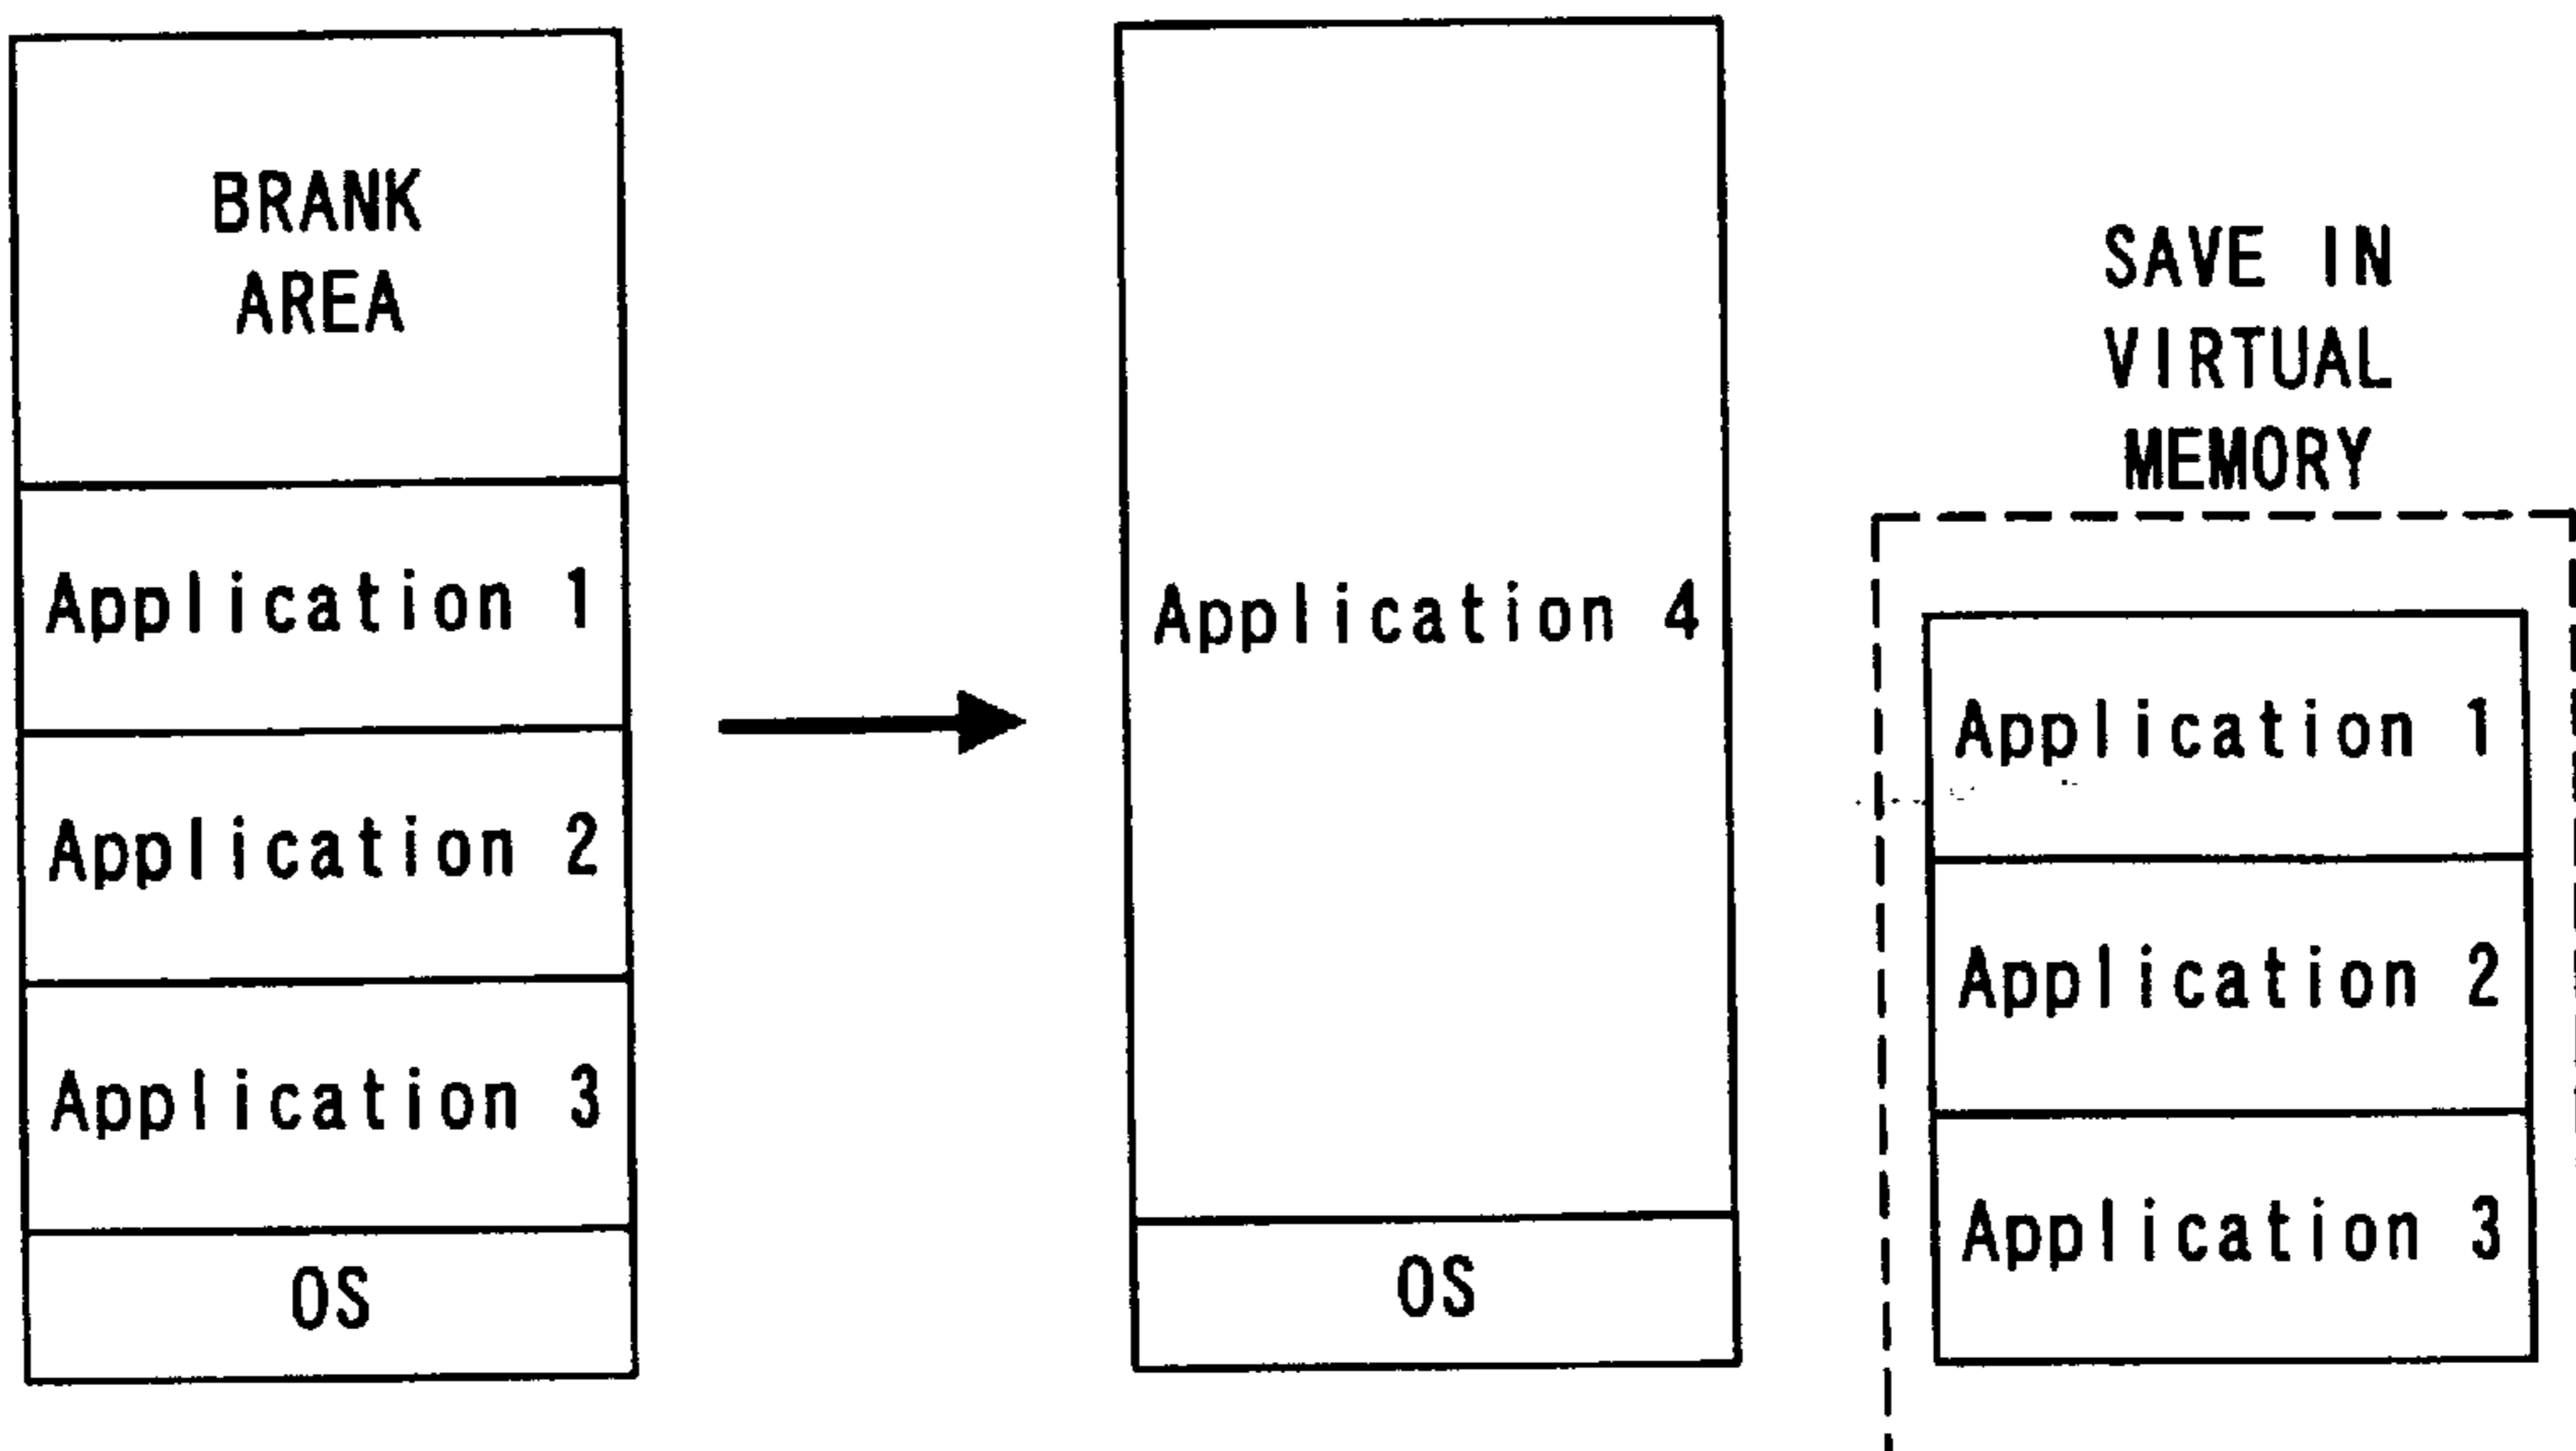 BRANK
AREA
Application 1
Application 2
Application 3
OS
Application 4
OS
SAVE IN
VIRTUAL
MEMORY
Application 1
Application 2
Application 3